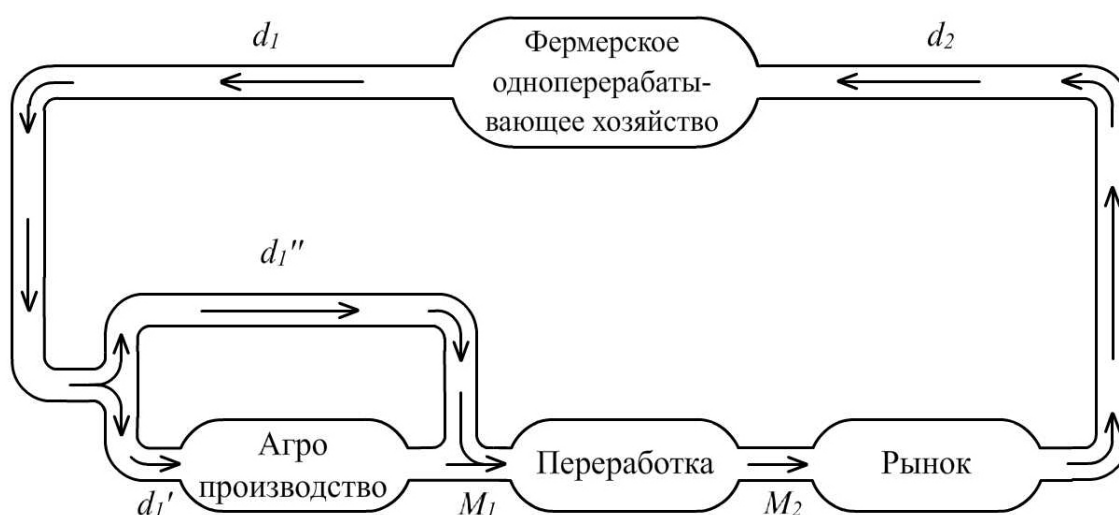 d₁
Фермерское
одноперерабаты-
вающее хозяйство
d₂
d₁''
Агро
производство
Переработка
Рынок
d₁'
M₁
M₂